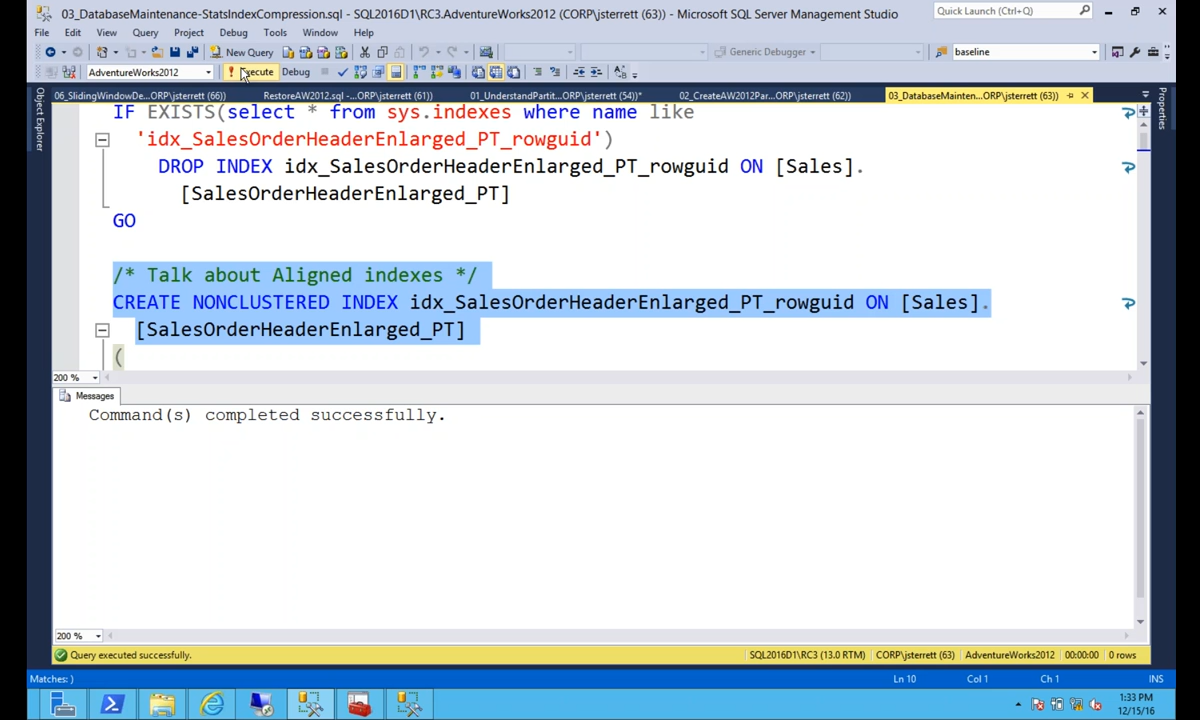 03_DatabaseMaintenance-StatsIndexCompression.sql - SQL2016D1\RC3.AdventureWorks2012 (CORP\jsterrett (63)) - Microsoft SQL Server Management Studio
Quick Launch (Ctrl+Q)
File Edit View Query Project Debug Tools Window Help
New Query Generic Debugger baseline
AdventureWorks2012 Execute Debug
06_SlidingWindowDe...ORP\jsterrett (66)) RestoreAW2012.sql -...ORP\jsterrett (61)) 01_UnderstandPartit...ORP\jsterrett (54))* 02_CreateAW2012Par...ORP\jsterrett (62)) 03_DatabaseMainten...ORP\jsterrett (63))
Object Explorer
Properties
IF EXISTS(select * from sys.indexes where name like
'idx_SalesOrderHeaderEnlarged_PT_rowguid')
DROP INDEX idx_SalesOrderHeaderEnlarged_PT_rowguid ON [Sales].
[SalesOrderHeaderEnlarged_PT]
GO
/* Talk about Aligned indexes */
CREATE NONCLUSTERED INDEX idx_SalesOrderHeaderEnlarged_PT_rowguid ON [Sales].
[SalesOrderHeaderEnlarged_PT]
(
200 %
Messages
Command(s) completed successfully.
200 %
Query executed successfully. SQL2016D1\RC3 (13.0 RTM) CORP\jsterrett (63) AdventureWorks2012 00:00:00 0 rows
Matches: ) Ln 10 Col 1 Ch 1 INS
1:33 PM
12/15/16